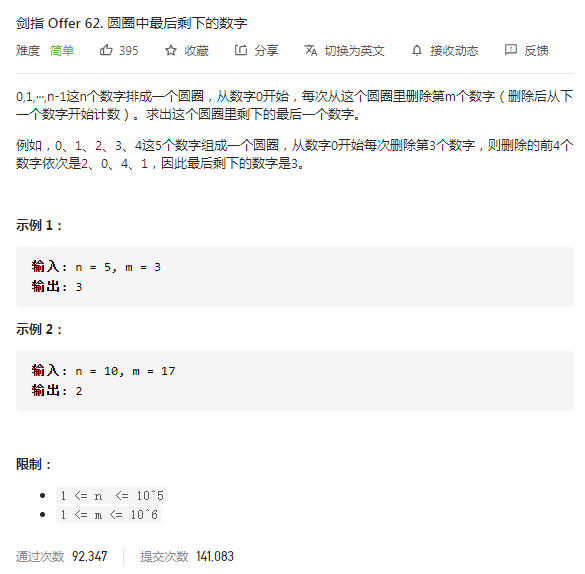 剑指 Offer 62. 圆圈中最后剩下的数字
难度 简单 395 收藏 分享 切换为英文 接收动态 反馈
0,1,···,n-1这n个数字排成一个圆圈，从数字0开始，每次从这个圆圈里删除第m个数字（删除后从下
一个数字开始计数）。求出这个圆圈里剩下的最后一个数字。
例如，0、1、2、3、4这5个数字组成一个圆圈，从数字0开始每次删除第3个数字，则删除的前4个
数字依次是2、0、4、1，因此最后剩下的数字是3。
示例 1：
输入: n = 5, m = 3
输出: 3
示例 2：
输入: n = 10, m = 17
输出: 2
限制：
1 <= n <= 10^5
1 <= m <= 10^6
通过次数 92,347 提交次数 141,083